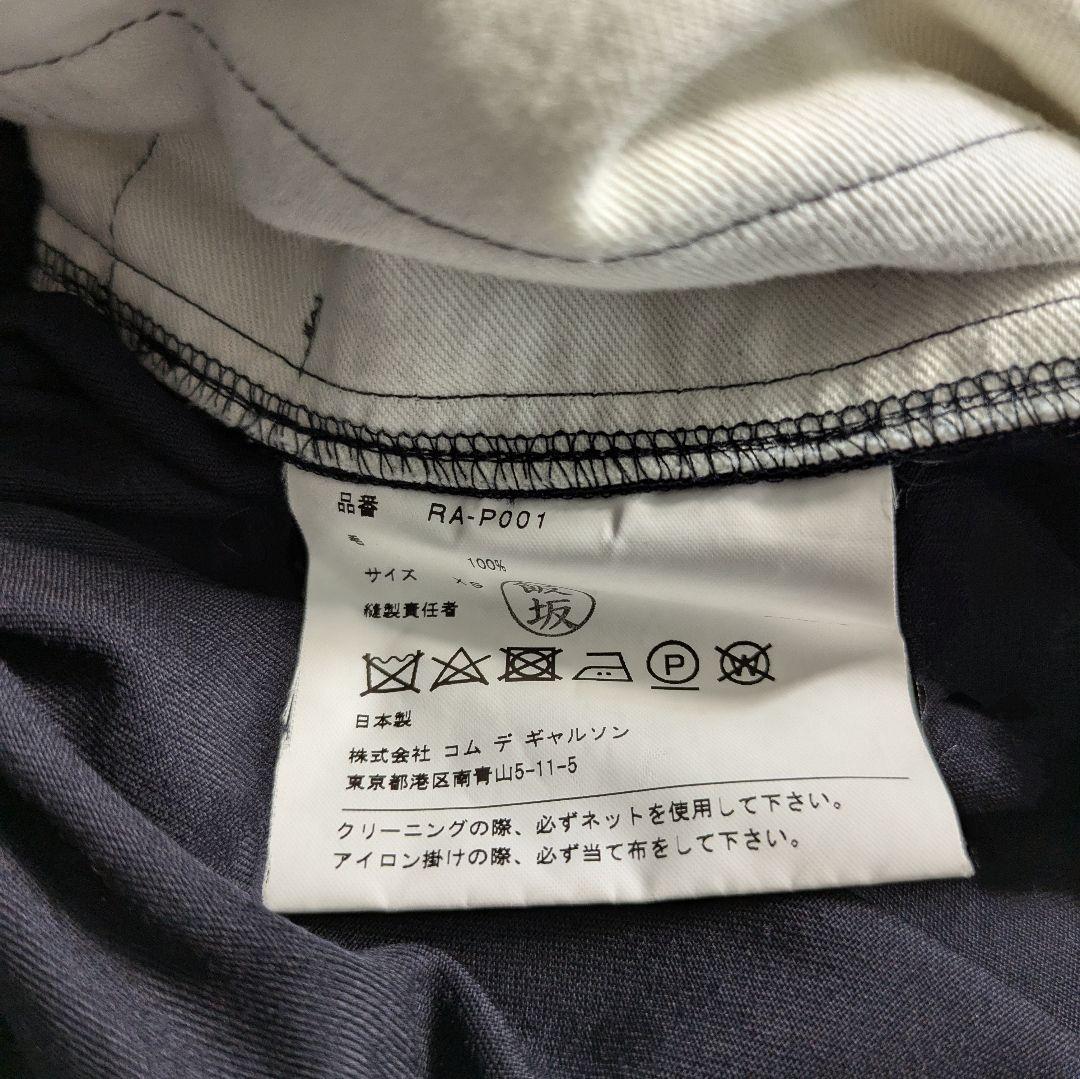 品番 RA-P001
毛 100%
サイズ XS
縫製責任者 飯坂
P W
日本製
株式会社 コム デ ギャルソン
東京都港区南青山5-11-5
クリーニングの際、必ずネットを使用して下さい。
アイロン掛けの際、必ず当て布をして下さい。